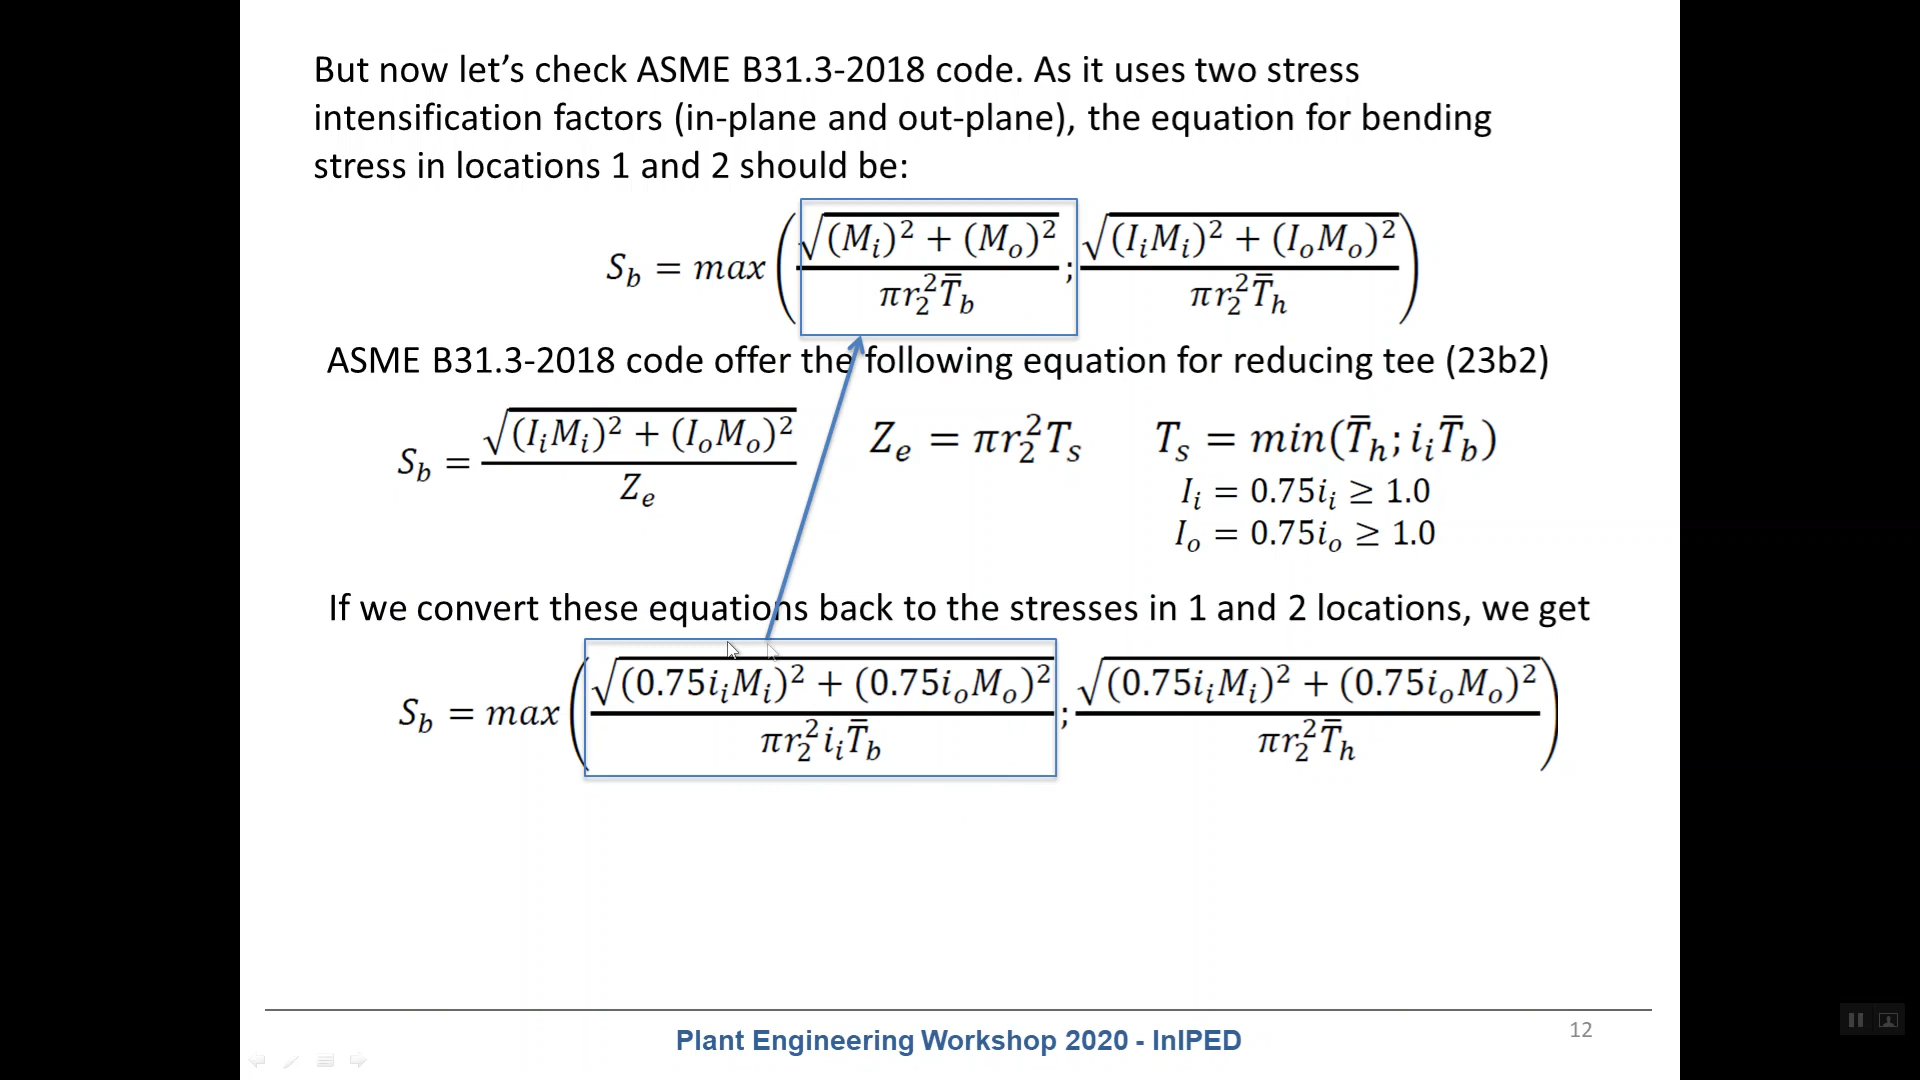 But now let’s check ASME B31.3-2018 code. As it uses two stress
intensification factors (in-plane and out-plane), the equation for bending
stress in locations 1 and 2 should be:
S_b = max(√((M_i)² + (M_o)²) / πr₂²T̅_b ; √((I_iM_i)² + (I_oM_o)²) / πr₂²T̅_h)
ASME B31.3-2018 code offer the following equation for reducing tee (23b2)
S_b = √((I_iM_i)² + (I_oM_o)²) / Z_e
Z_e = πr₂²T_s
T_s = min(T̅_h; i_iT̅_b)
I_i = 0.75i_i ≥ 1.0
I_o = 0.75i_o ≥ 1.0
If we convert these equations back to the stresses in 1 and 2 locations, we get
S_b = max(√((0.75i_iM_i)² + (0.75i_oM_o)²) / πr₂²i_iT̅_b ; √((0.75i_iM_i)² + (0.75i_oM_o)²) / πr₂²T̅_h)
Plant Engineering Workshop 2020 - InIPED
12